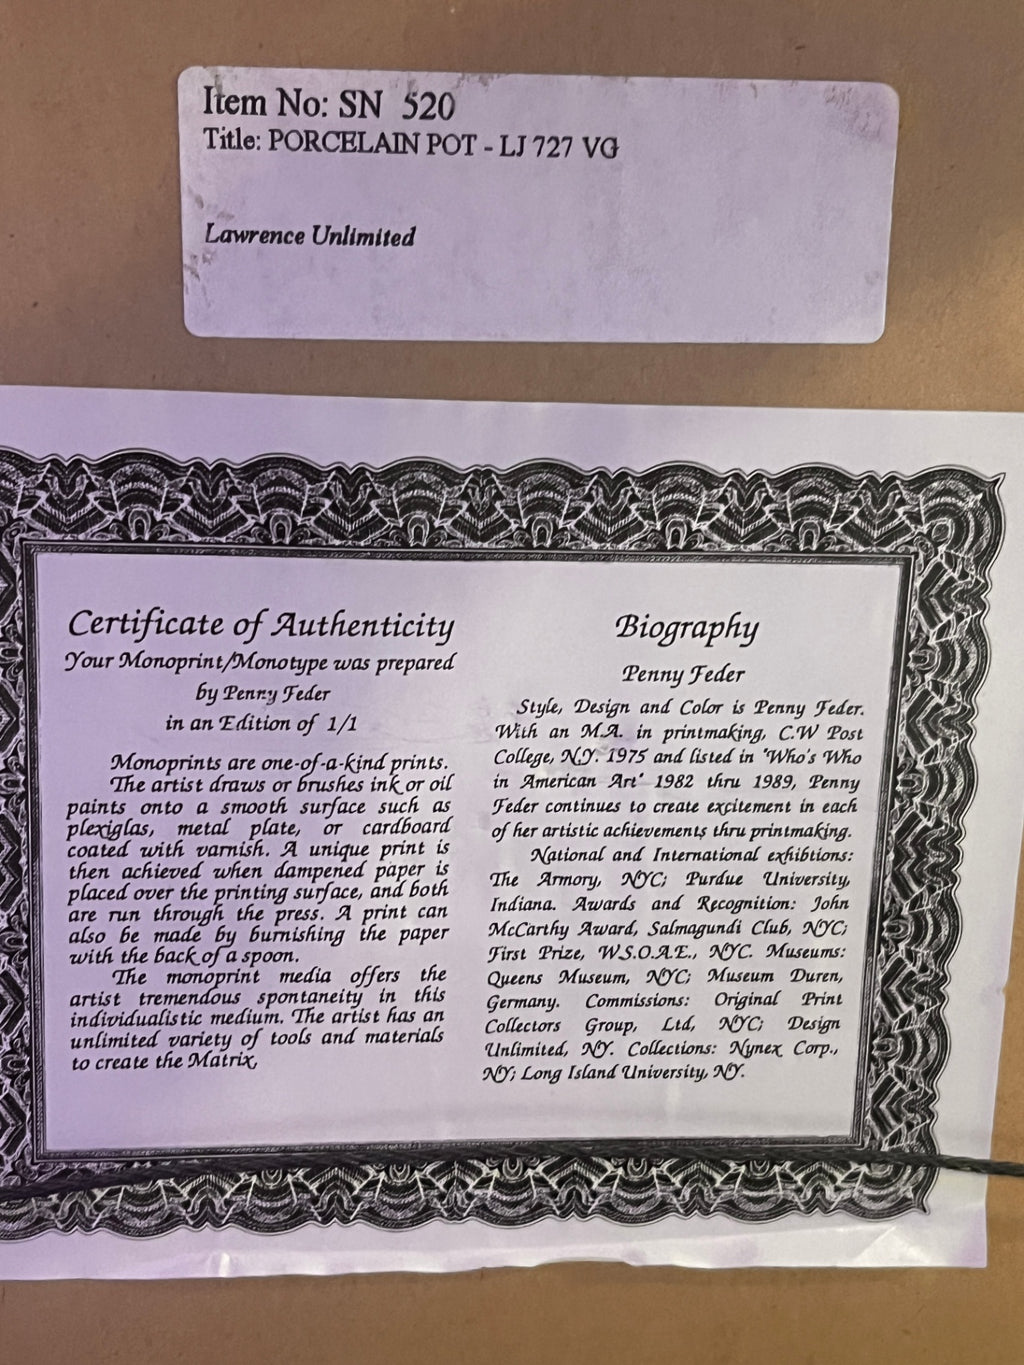 Item No: SN 520
Title: PORCELAIN POT - LJ 727 VG
Lawrence Unlimited
Certificate of Authenticity
Your Monoprint/Monotype was prepared
by Penny Feder
in an Edition of 1/1
Monoprints are one-of-a-kind prints.
The artist draws or brushes ink or oil
paints onto a smooth surface such as
plexiglas, metal plate, or cardboard
coated with varnish. A unique print is
then achieved when dampened paper is
placed over the printing surface, and both
are run through the press. A print can
also be made by burnishing the paper
with the back of a spoon.
The monoprint media offers the
artist tremendous spontaneity in this
individualistic medium. The artist has an
unlimited variety of tools and materials
to create the Matrix,
Biography
Penny Feder
Style, Design and Color is Penny Feder.
With an M.A. in printmaking, C.W Post
College, N.Y. 1975 and listed in "Who's Who
in American Art" 1982 thru 1989, Penny
Feder continues to create excitement in each
of her artistic achievements thru printmaking.
National and International exhibtions:
The Armory, NYC; Purdue University,
Indiana. Awards and Recognition: John
McCarthy Award, Salmagundi Club, NYC;
First Prize, W.S.O.A.E., NYC. Museums:
Queens Museum, NYC; Museum Duren,
Germany. Commissions: Original Print
Collectors Group, Ltd, NYC; Design
Unlimited, NY. Collections: Nynex Corp.,
NY; Long Island University, NY.